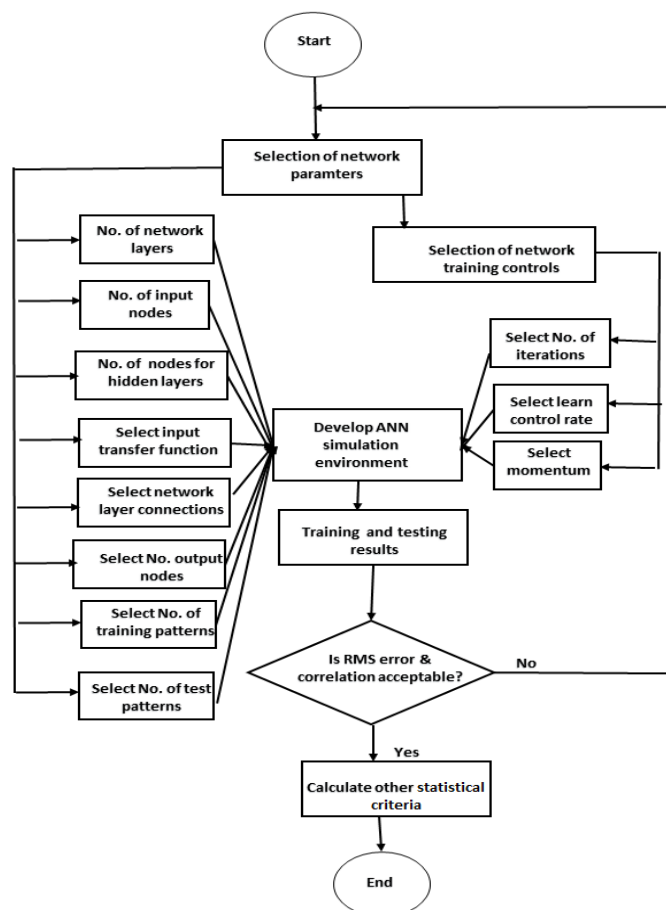 Start
Selection of network
paramters
No. of network
layers
Selection of network
training controls
No. of input
nodes
Select No. of
iterations
No. of nodes for
hidden layers
Select learn
control rate
Select input
transfer function
Develop ANN
simulation
environment
Select
momentum
Select network
layer connections
Training and testing
results
Select No. output
nodes
Select No. of
training patterns
Is RMS error &
correlation acceptable?
No
Select No. of test
patterns
Yes
Calculate other statistical
criteria
End